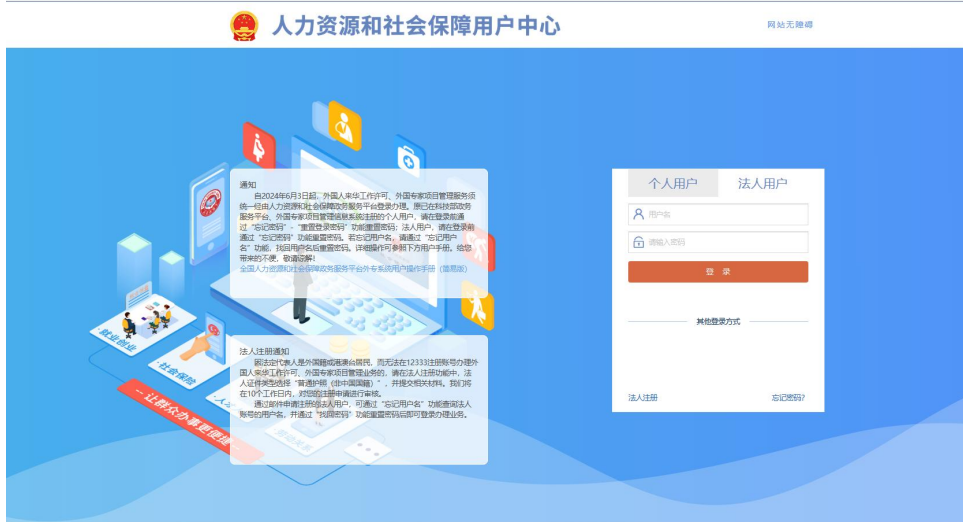 人力资源和社会保障用户中心
网站无障碍
通知
自2024年6月3日起，外国人来华工作许可、外国专家项目管理服务须
统一经由人力资源和社会保障政务服务平台登录办理。原已在科技部政务
服务平台、外国专家项目管理信息系统注册的个人用户，请在登录前通
过“忘记密码”-“重置登录密码”功能重置密码；法人用户，请在登录前
通过“忘记密码”功能重置密码。若忘记用户名，请通过“忘记用户
名”功能，找回用户名后重置密码。详细操作可参照下方用户手册。给您
带来的不便，敬请谅解！
全国人力资源和社会保障政务服务平台外专系统用户操作手册（简易版）
法人注册通知
因法定代表人是外国籍或港澳台居民，而无法在12333注册账号办理外
国人来华工作许可、外国专家项目管理业务的，请在法人注册功能中，法
人证件类型选择“普通护照（非中国国籍）”，并提交相关材料。我们将
在10个工作日内，对您的注册申请进行审核。
通过邮件申请注册的法人用户，可通过“忘记用户名”功能查询法人
账号的用户名，并通过“找回密码”功能重置密码后即可登录办理业务。
·就业创业
·社会保险
一 让群众办事更便捷 一
个人用户
法人用户
用户名
请输入密码
登 录
其他登录方式
法人注册
忘记密码?